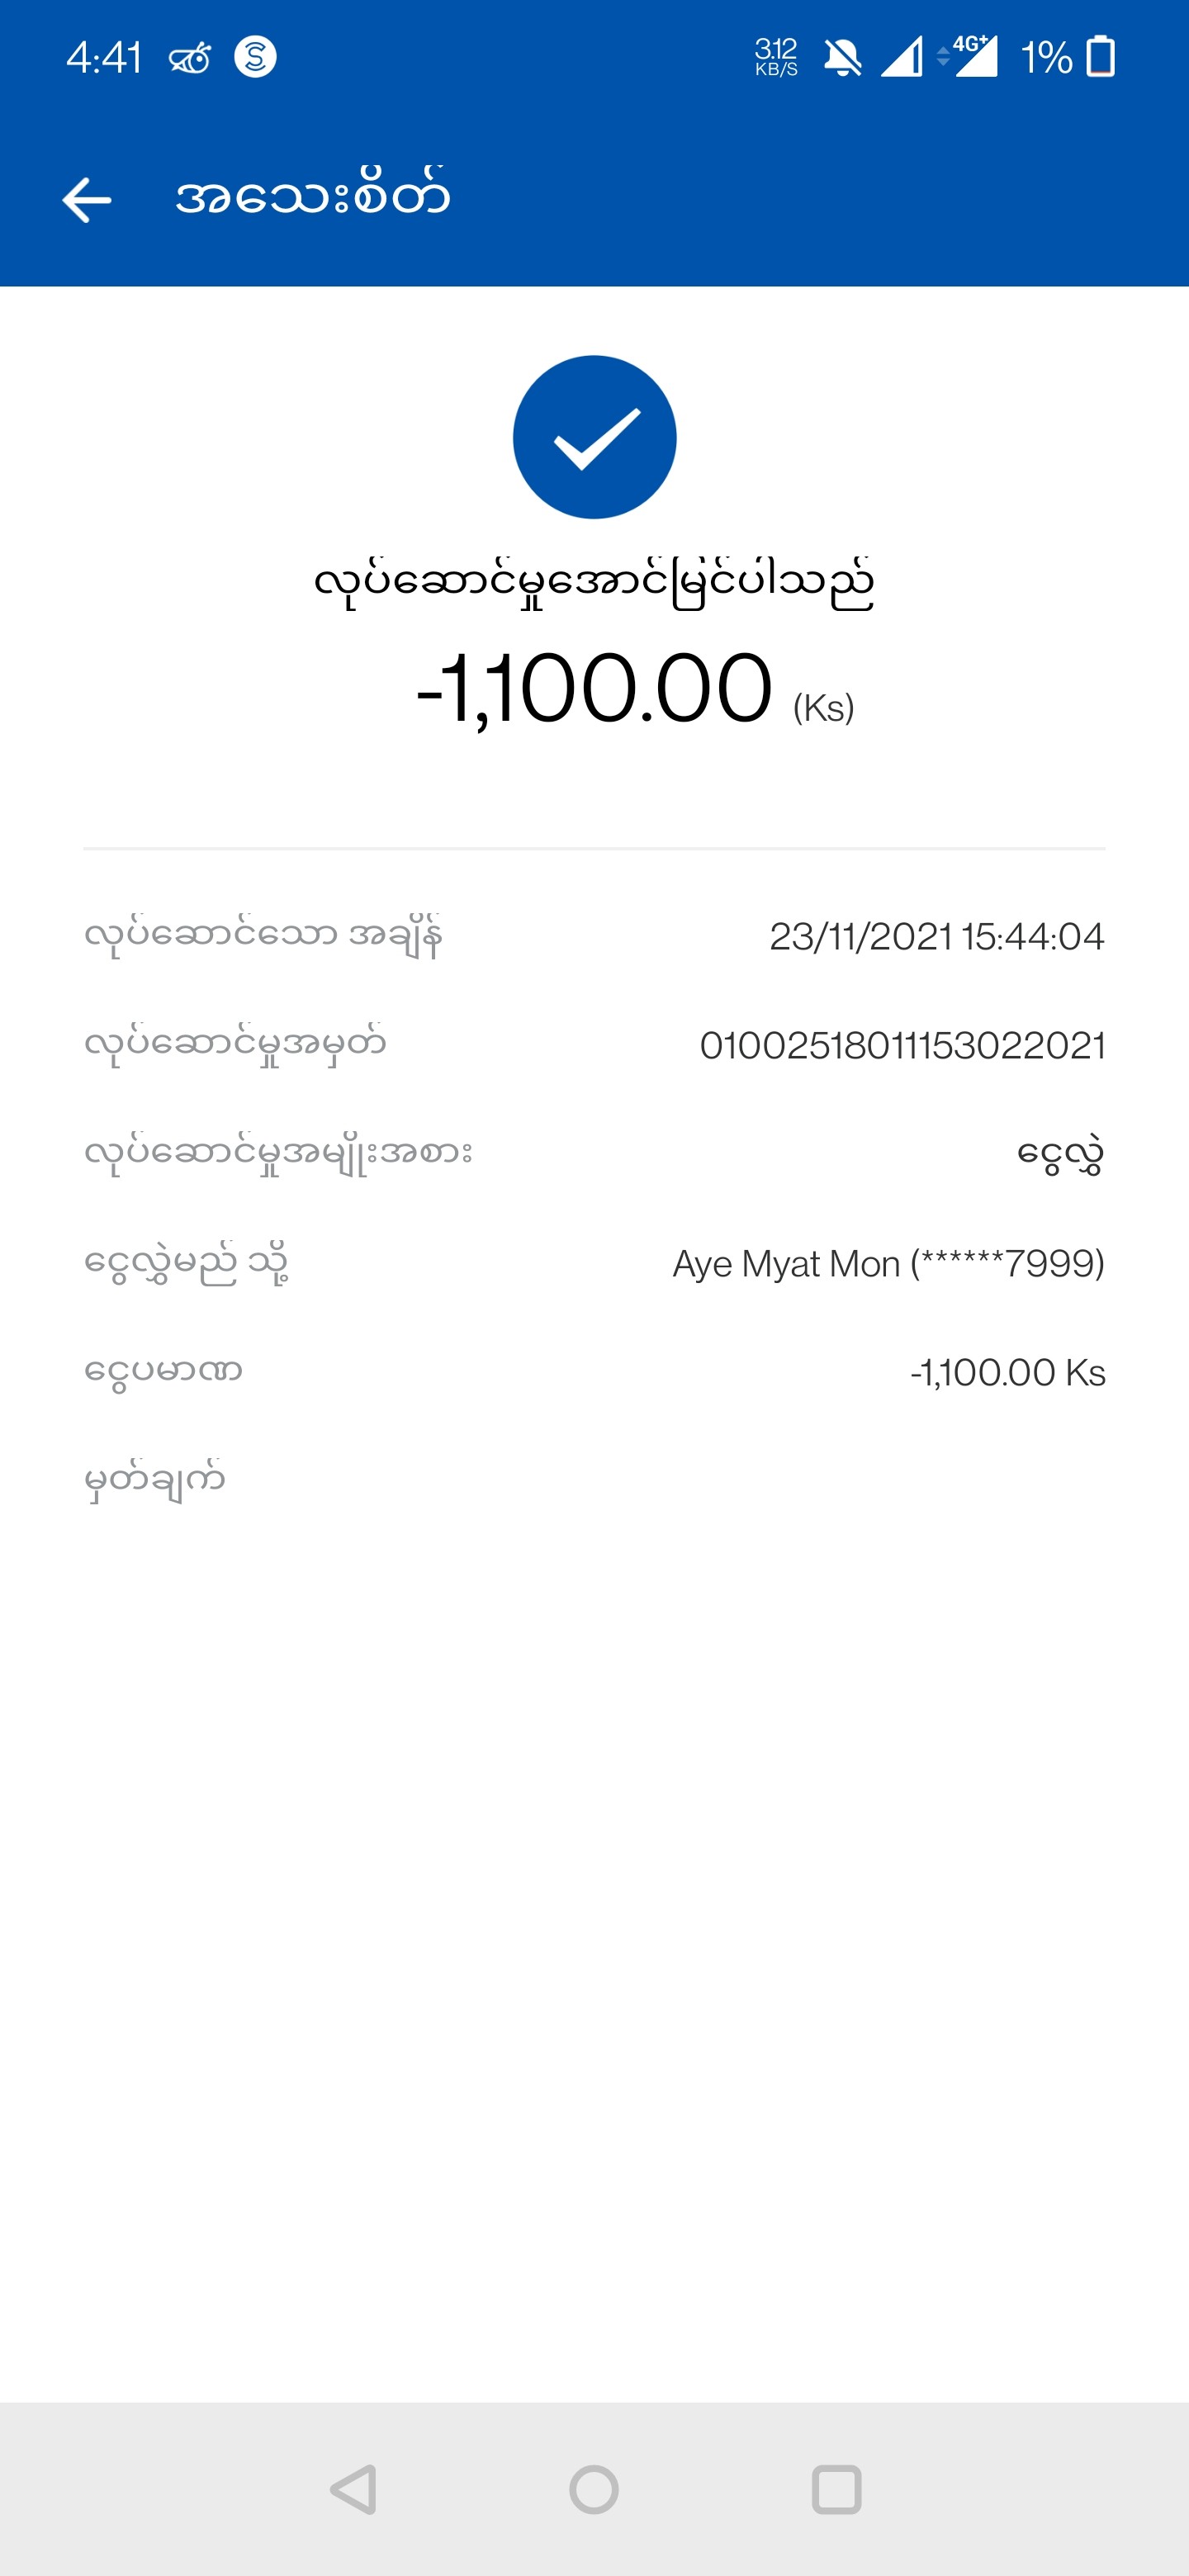 4:41
3.12 KB/S 4G+ 1%
အသေးစိတ်
လုပ်ဆောင်မှုအောင်မြင်ပါသည်
-1,100.00 (Ks)
လုပ်ဆောင်သော အချိန် 23/11/2021 15:44:04
လုပ်ဆောင်မှုအမှတ် 01002518011153022021
လုပ်ဆောင်မှုအမျိုးအစား ငွေလွှဲ
ငွေလွှဲမည် သို့ Aye Myat Mon (******7999)
ငွေပမာဏ -1,100.00 Ks
မှတ်ချက်